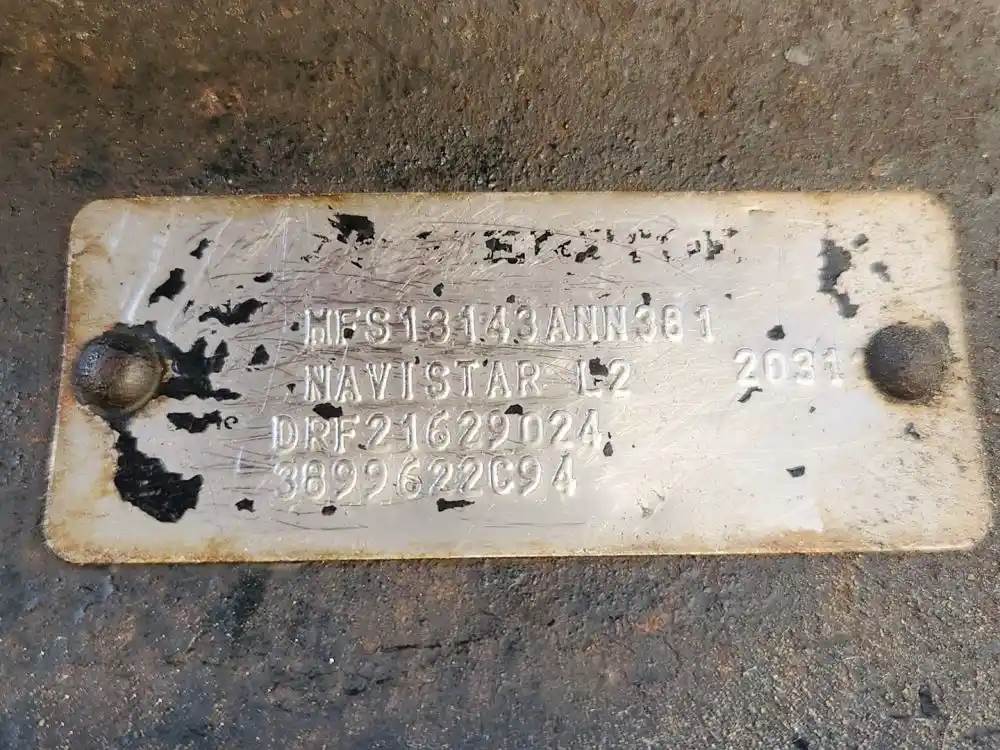 MFS13143ANN381
NAVISTAR L2 2031
DRF21629024
3899622C94